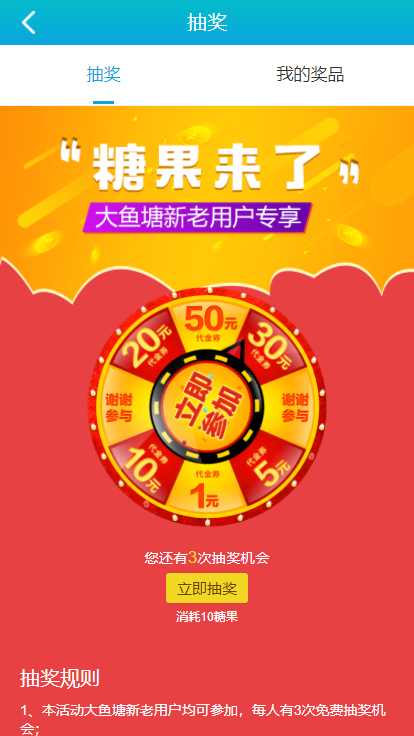 抽奖
抽奖
我的奖品
“糖果来了”
大鱼塘新老用户专享
50元
代金券
20元
代金券
30元
代金券
谢谢
参与
立即
参加
谢谢
参与
10元
代金券
5元
代金券
代金券
1元
您还有3次抽奖机会
立即抽奖
消耗10糖果
抽奖规则
1、本活动大鱼塘新老用户均可参加，每人有3次免费抽奖机
会;